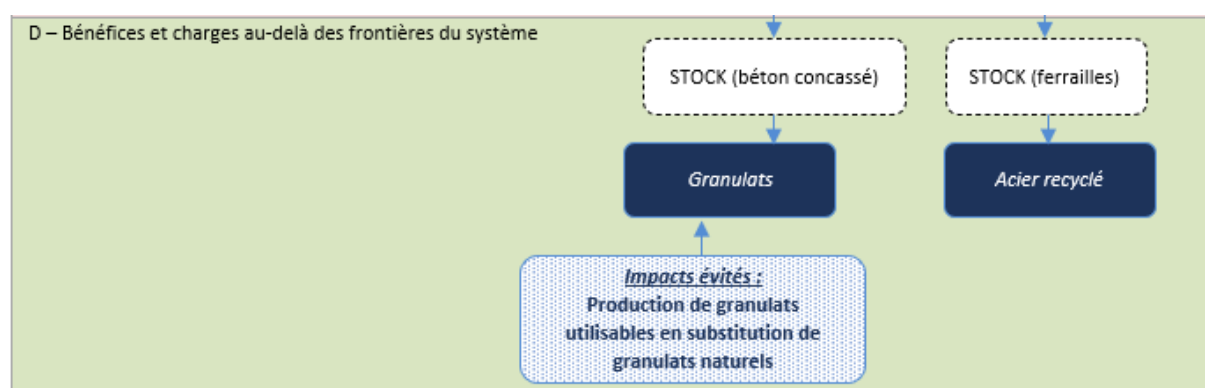 D – Bénéfices et charges au-delà des frontières du système
STOCK (béton concassé)
STOCK (ferrailles)
Granulats
Acier recyclé
Impacts évités :
Production de granulats
utilisables en substitution de
granulats naturels